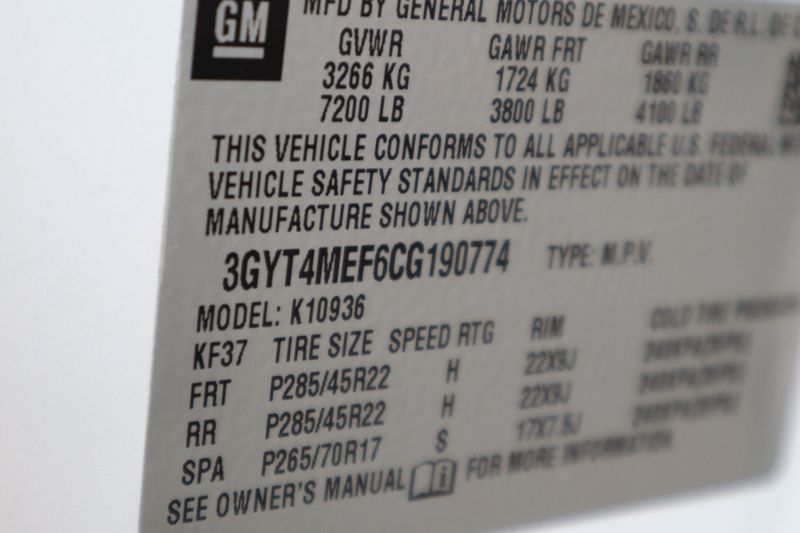 GM
MFD BY GENERAL MOTORS DE MEXICO, S. DE R.L. DE
GVWR GAWR FRT GAWR RR
3266 KG 1724 KG 1860 KG
7200 LB 3800 LB 4100 LB
THIS VEHICLE CONFORMS TO ALL APPLICABLE U.S. FEDERAL
VEHICLE SAFETY STANDARDS IN EFFECT ON THE DATE OF
MANUFACTURE SHOWN ABOVE.
3GYT4MEF6CG190774 TYPE: M.P.V.
MODEL: K10936
KF37 TIRE SIZE SPEED RTG RIM COLD TIRE
FRT P285/45R22 H 22X9J
RR P285/45R22 H 22X9J
SPA P265/70R17 S 17X7.5J
SEE OWNER'S MANUAL FOR MORE INFORMATION